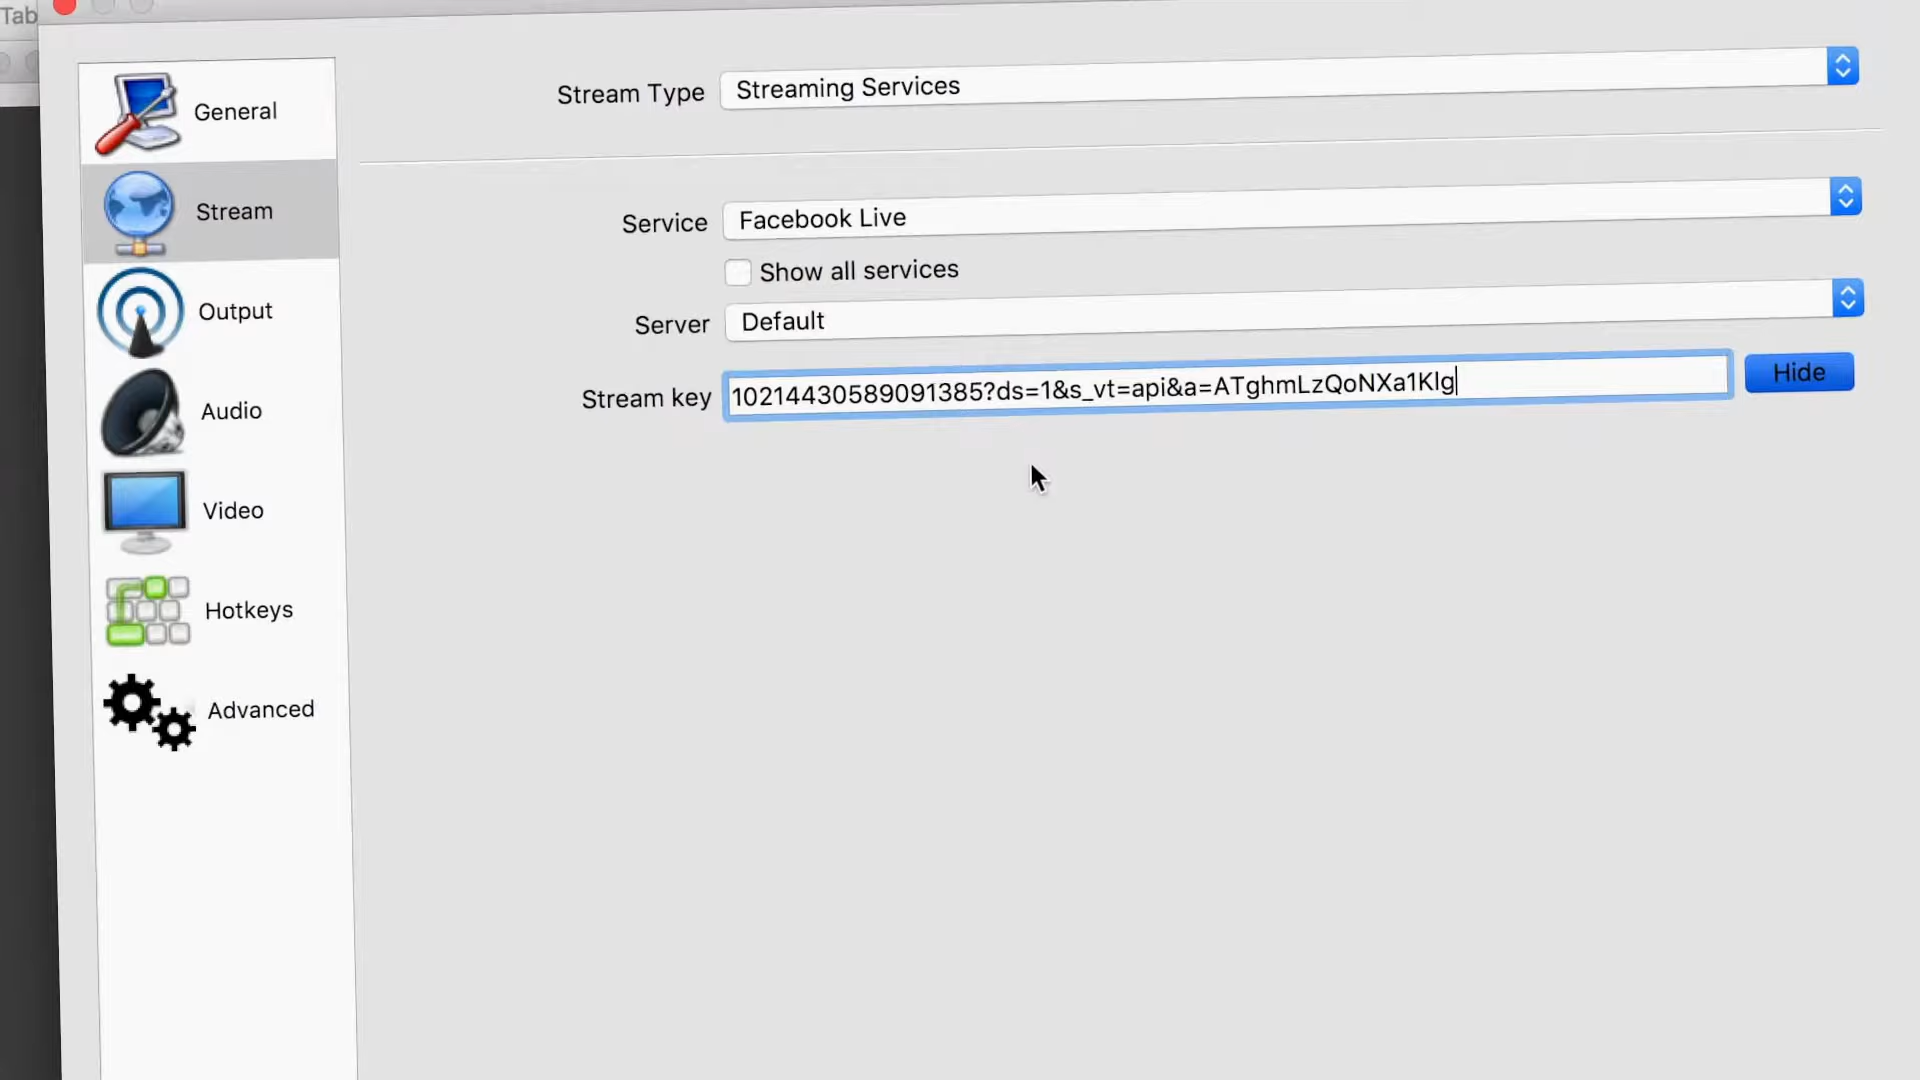 Tab
General
Stream
Output
Audio
Video
Hotkeys
Advanced
Stream Type Streaming Services
Service Facebook Live
Show all services
Server Default
Stream key 10214430589091385?ds=1&s_vt=api&a=ATghmLzQoNXa1KIg Hide